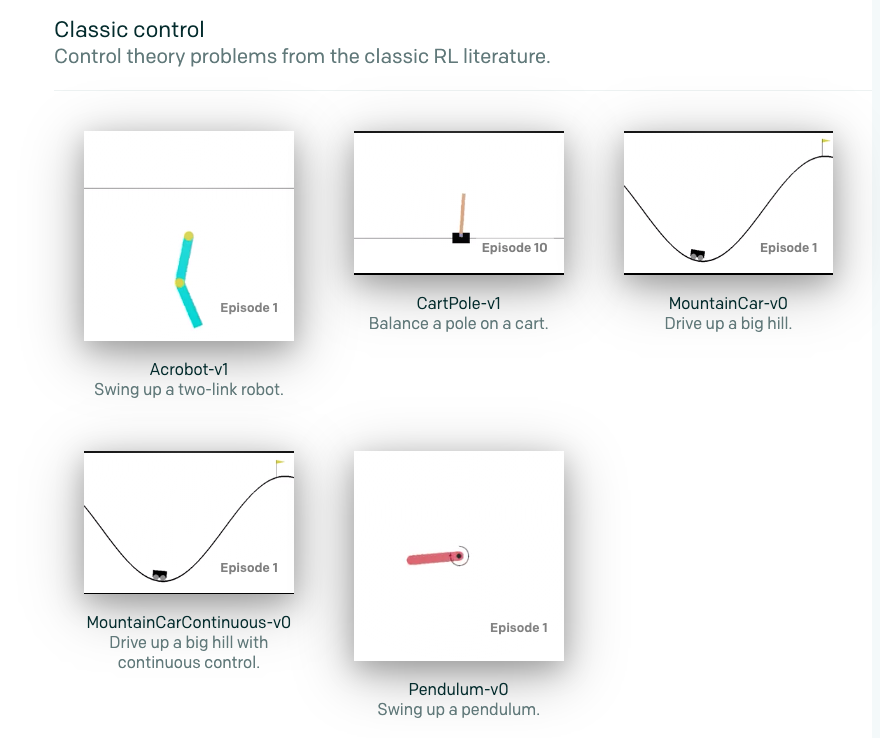 Classic control
Control theory problems from the classic RL literature.
Episode 1
Acrobot-v1
Swing up a two-link robot.
Episode 10
CartPole-v1
Balance a pole on a cart.
Episode 1
MountainCar-v0
Drive up a big hill.
Episode 1
MountainCarContinuous-v0
Drive up a big hill with
continuous control.
Episode 1
Pendulum-v0
Swing up a pendulum.